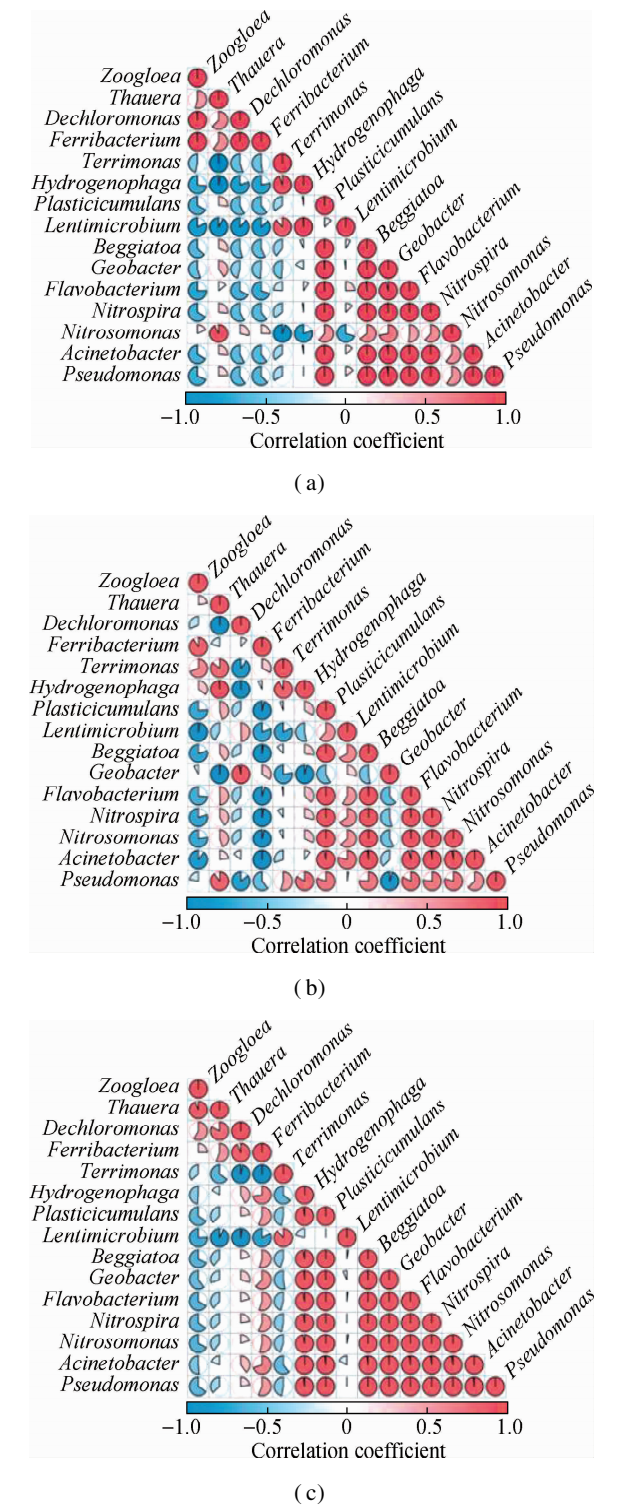 Zoogloea
Thauera
Dechloromonas
Ferribacterium
Terrimonas
Hydrogenophaga
Plasticicumulans
Lentimicrobium
Beggiatoa
Geobacter
Flavobacterium
Nitrospira
Nitrosomonas
Acinetobacter
Pseudomonas
Zoogloea
Thauera
Dechloromonas
Ferribacterium
Terrimonas
Hydrogenophaga
Plasticicumulans
Lentimicrobium
Beggiatoa
Geobacter
Flavobacterium
Nitrospira
Nitrosomonas
Acinetobacter
Pseudomonas
−1.0 −0.5 0 0.5 1.0
Correlation coefficient
(a)
Zoogloea
Thauera
Dechloromonas
Ferribacterium
Terrimonas
Hydrogenophaga
Plasticicumulans
Lentimicrobium
Beggiatoa
Geobacter
Flavobacterium
Nitrospira
Nitrosomonas
Acinetobacter
Pseudomonas
Zoogloea
Thauera
Dechloromonas
Ferribacterium
Terrimonas
Hydrogenophaga
Plasticicumulans
Lentimicrobium
Beggiatoa
Geobacter
Flavobacterium
Nitrospira
Nitrosomonas
Acinetobacter
Pseudomonas
−1.0 −0.5 0 0.5 1.0
Correlation coefficient
(b)
Zoogloea
Thauera
Dechloromonas
Ferribacterium
Terrimonas
Hydrogenophaga
Plasticicumulans
Lentimicrobium
Beggiatoa
Geobacter
Flavobacterium
Nitrospira
Nitrosomonas
Acinetobacter
Pseudomonas
Zoogloea
Thauera
Dechloromonas
Ferribacterium
Terrimonas
Hydrogenophaga
Plasticicumulans
Lentimicrobium
Beggiatoa
Geobacter
Flavobacterium
Nitrospira
Nitrosomonas
Acinetobacter
Pseudomonas
−1.0 −0.5 0 0.5 1.0
Correlation coefficient
(c)